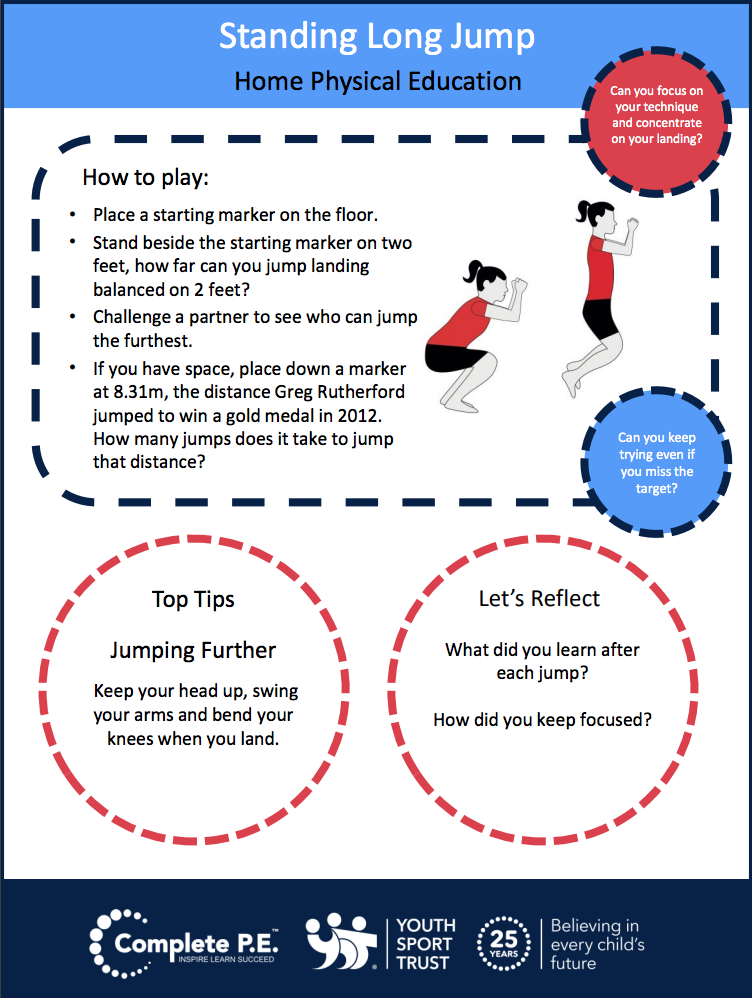 Standing Long Jump
Home Physical Education
Can you focus on
your technique
and concentrate
on your landing?
How to play:
• Place a starting marker on the floor.
• Stand beside the starting marker on two
feet, how far can you jump landing
balanced on 2 feet?
• Challenge a partner to see who can jump
the furthest.
• If you have space, place down a marker
at 8.31m, the distance Greg Rutherford
jumped to win a gold medal in 2012.
How many jumps does it take to jump
that distance?
Can you keep
trying even if
you miss the
target?
Top Tips
Jumping Further
Keep your head up, swing
your arms and bend your
knees when you land.
Let's Reflect
What did you learn after
each jump?
How did you keep focused?
Complete P.E.™
INSPIRE LEARN SUCCEED
YOUTH
SPORT
TRUST
®
25
YEARS
Believing in
every child's
future